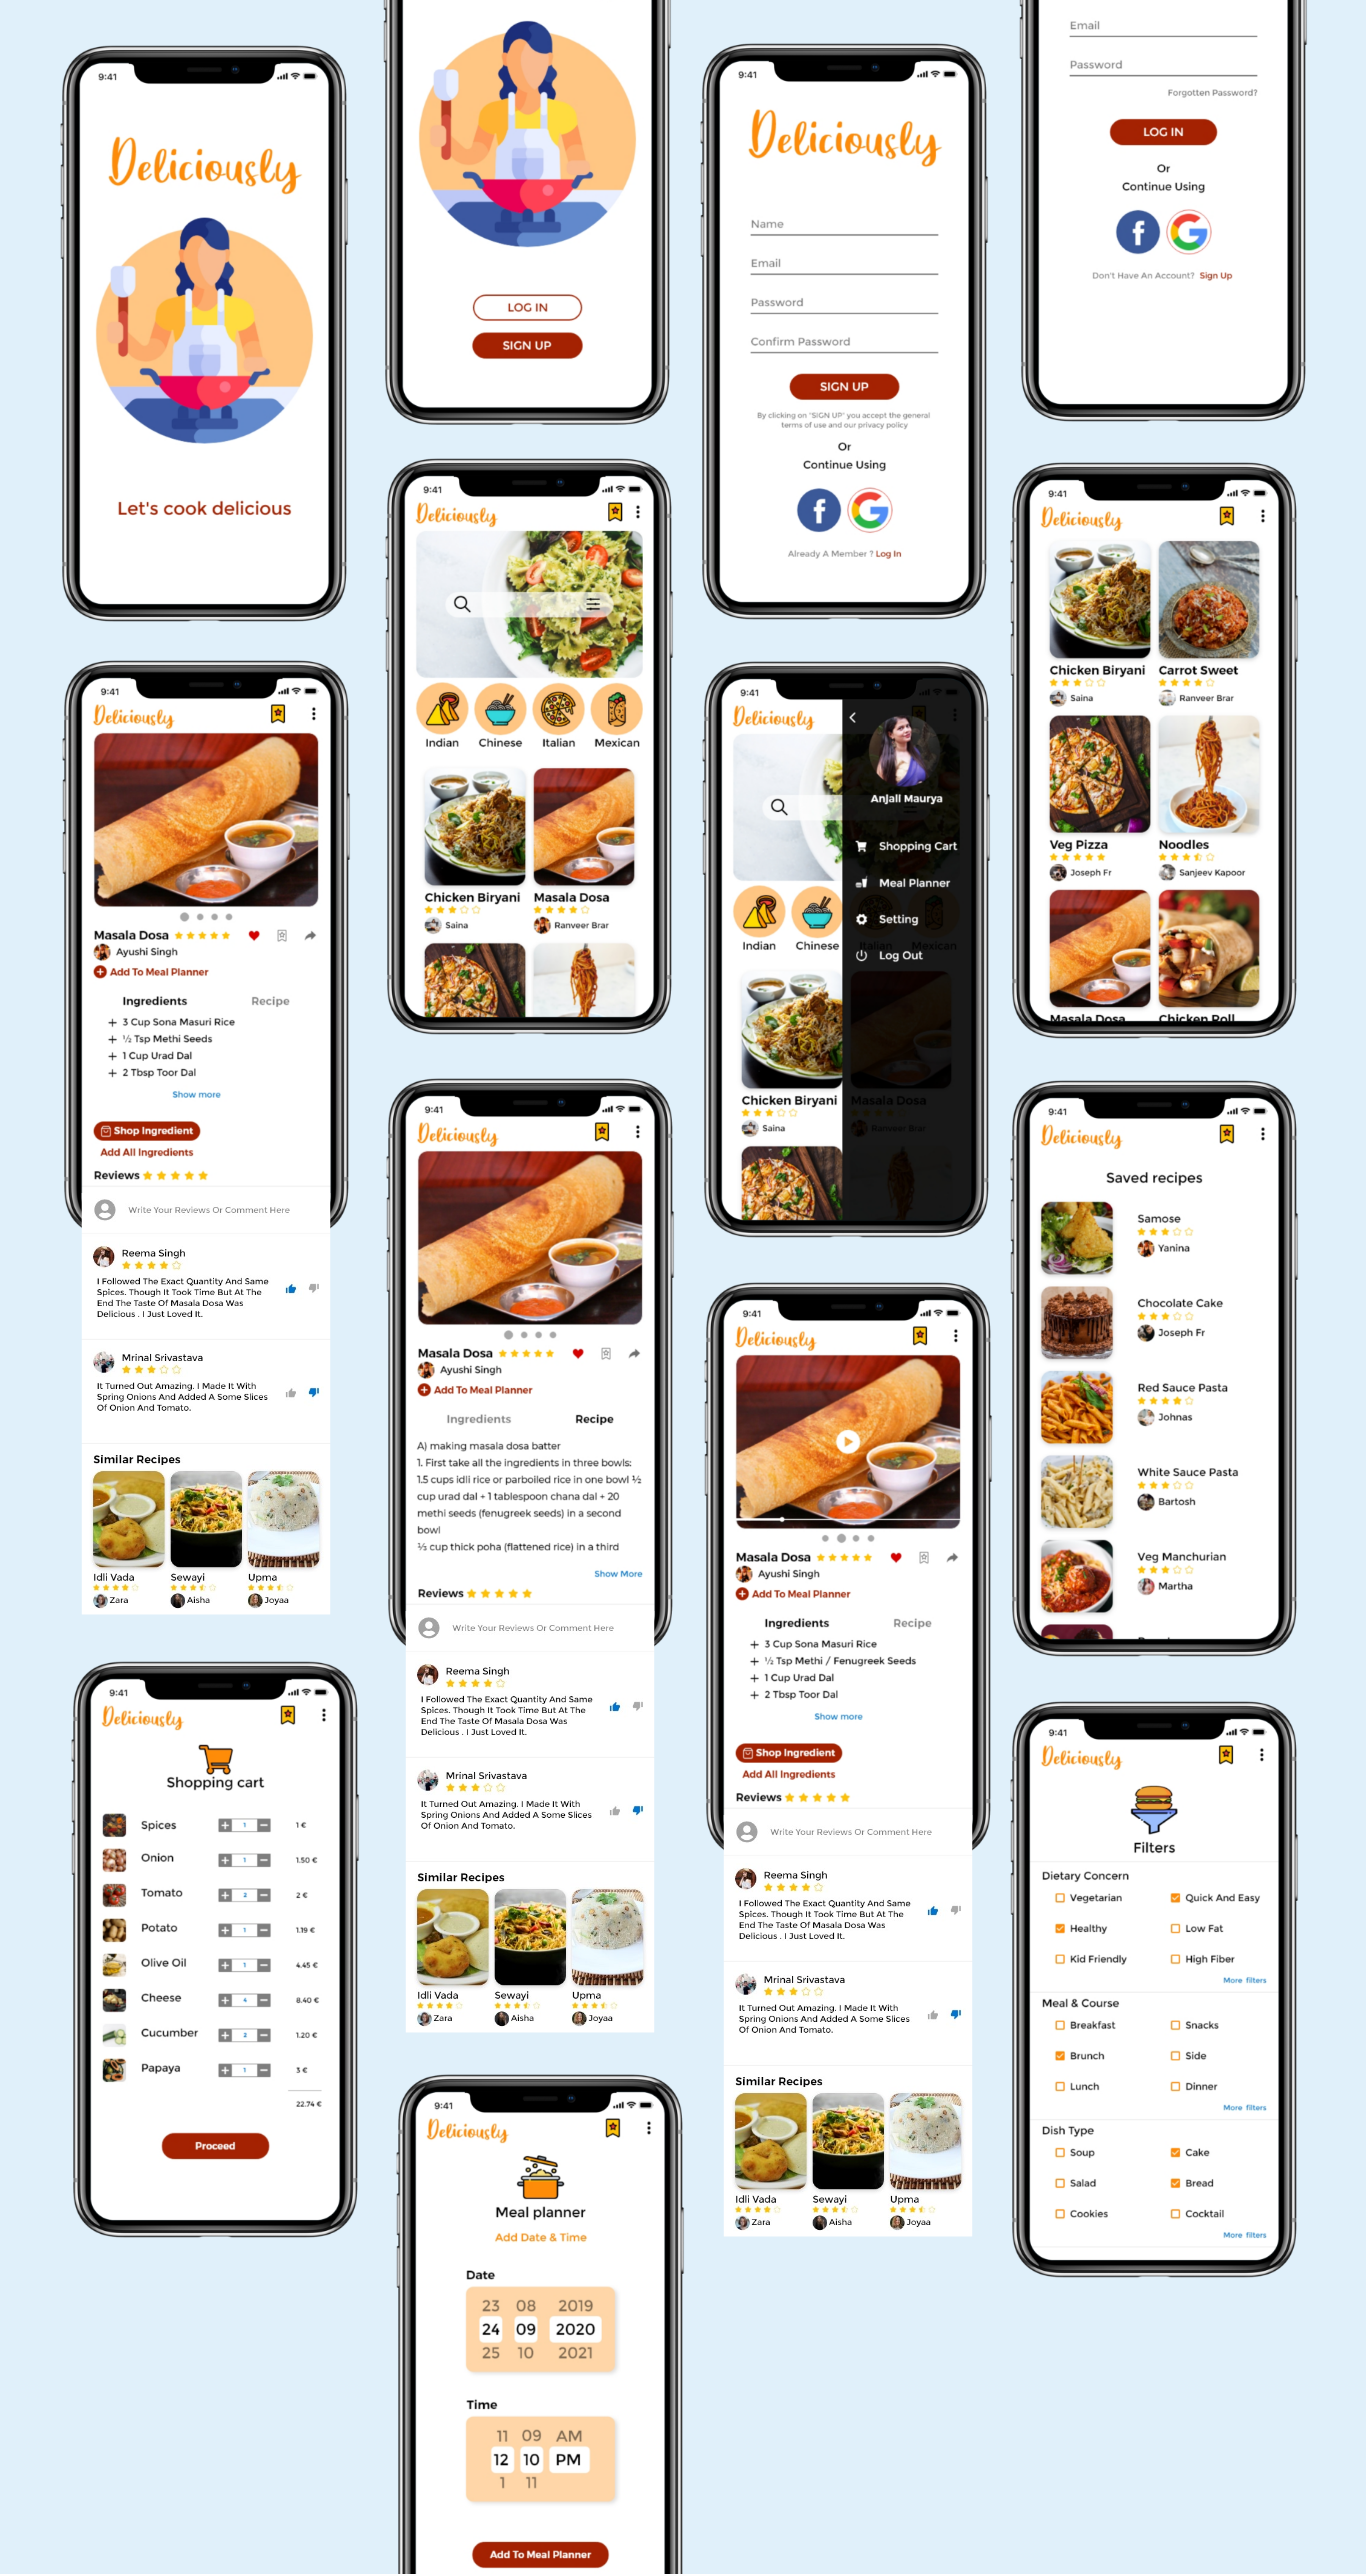 9:41
Deliciously
Let's cook delicious
LOG IN
SIGN UP
9:41
Deliciously
Name
Email
Password
Confirm Password
SIGN UP
By clicking on "SIGN UP" you accept the general
terms of use and our privacy policy
Or
Continue Using
Already A Member ? Log In
Email
Password
Forgotten Password?
LOG IN
Or
Continue Using
Don't Have An Account? Sign Up
9:41
Deliciously
Indian Chinese Italian Mexican
Chicken Biryani Masala Dosa
Saina Ranveer Brar
9:41
Deliciously
Chicken Biryani Carrot Sweet
Saina Ranveer Brar
Veg Pizza Noodles
Joseph Fr Sanjeev Kapoor
Masala Dosa Chicken Roll
9:41
Deliciously
Masala Dosa
Ayushi Singh
Add To Meal Planner
Ingredients Recipe
3 Cup Sona Masuri Rice
½ Tsp Methi Seeds
1 Cup Urad Dal
2 Tbsp Toor Dal
Show more
Shop Ingredient
Add All Ingredients
Reviews
Write Your Reviews Or Comment Here
Reema Singh
I Followed The Exact Quantity And Same
Spices. Though It Took Time But At The
End The Taste Of Masala Dosa Was
Delicious . I Just Loved It.
Mrinal Srivastava
It Turned Out Amazing. I Made It With
Spring Onions And Added A Some Slices
Of Onion And Tomato.
Similar Recipes
Idli Vada Sewayi Upma
Zara Aisha Joyaa
9:41
Deliciously
Anjali Maurya
Shopping Cart
Meal Planner
Setting
Log Out
Indian Chinese Italian Mexican
Chicken Biryani Masala Dosa
Saina Ranveer Brar
9:41
Deliciously
Masala Dosa
Ayushi Singh
Add To Meal Planner
Ingredients Recipe
A) making masala dosa batter
1. First take all the ingredients in three bowls:
1.5 cups idli rice or parboiled rice in one bowl ½
cup urad dal + 1 tablespoon chana dal + 20
methi seeds (fenugreek seeds) in a second
bowl
⅓ cup thick poha (flattened rice) in a third
Show More
Reviews
Write Your Reviews Or Comment Here
Reema Singh
I Followed The Exact Quantity And Same
Spices. Though It Took Time But At The
End The Taste Of Masala Dosa Was
Delicious . I Just Loved It.
Mrinal Srivastava
It Turned Out Amazing. I Made It With
Spring Onions And Added A Some Slices
Of Onion And Tomato.
Similar Recipes
Idli Vada Sewayi Upma
Zara Aisha Joyaa
9:41
Deliciously
Saved recipes
Samose
Yanina
Chocolate Cake
Joseph Fr
Red Sauce Pasta
Johnas
White Sauce Pasta
Bartosh
Veg Manchurian
Martha
9:41
Deliciously
Masala Dosa
Ayushi Singh
Add To Meal Planner
Ingredients Recipe
3 Cup Sona Masuri Rice
½ Tsp Methi / Fenugreek Seeds
1 Cup Urad Dal
2 Tbsp Toor Dal
Show more
Shop Ingredient
Add All Ingredients
Reviews
Write Your Reviews Or Comment Here
Reema Singh
I Followed The Exact Quantity And Same
Spices. Though It Took Time But At The
End The Taste Of Masala Dosa Was
Delicious . I Just Loved It.
Mrinal Srivastava
It Turned Out Amazing. I Made It With
Spring Onions And Added A Some Slices
Of Onion And Tomato.
Similar Recipes
Idli Vada Sewayi Upma
Zara Aisha Joyaa
9:41
Deliciously
Shopping cart
Spices 1 1 €
Onion 1 1.50 €
Tomato 2 2 €
Potato 1 1.19 €
Olive Oil 1 4.45 €
Cheese 4 8.40 €
Cucumber 2 1.20 €
Papaya 1 3 €
22.74 €
Proceed
9:41
Deliciously
Filters
Dietary Concern
Vegetarian Quick And Easy
Healthy Low Fat
Kid Friendly High Fiber
More filters
Meal & Course
Breakfast Snacks
Brunch Side
Lunch Dinner
More filters
Dish Type
Soup Cake
Salad Bread
Cookies Cocktail
More filters
9:41
Deliciously
Meal planner
Add Date & Time
Date
23 08 2019
24 09 2020
25 10 2021
Time
11 09 AM
12 10 PM
1 11
Add To Meal Planner